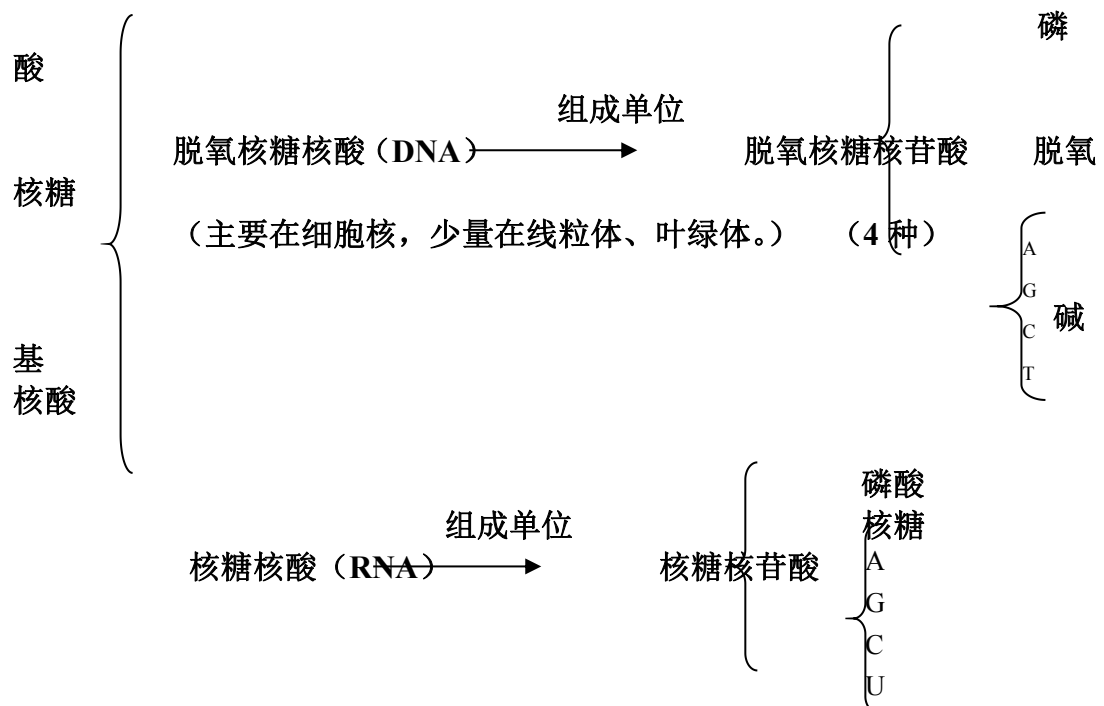 磷
酸
组成单位
脱氧核糖核酸（DNA） 脱氧核糖核苷酸 脱氧
核糖
（主要在细胞核，少量在线粒体、叶绿体。） （4 种）
A
G
碱
C
基
T
核酸
磷酸
组成单位 核糖
核糖核酸（RNA） 核糖核苷酸 A
G
C
U